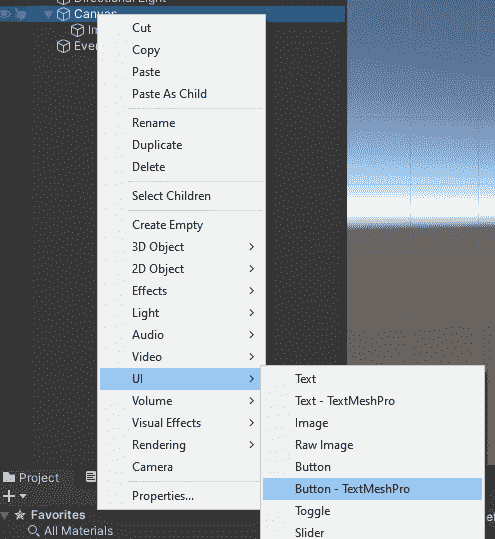 Directional Light
Canvas
Im
Even
Cut
Copy
Paste
Paste As Child
Rename
Duplicate
Delete
Select Children
Create Empty
3D Object
2D Object
Effects
Light
Audio
Video
UI
Volume
Visual Effects
Rendering
Camera
Properties...
Text
Text - TextMeshPro
Image
Raw Image
Button
Button - TextMeshPro
Toggle
Slider
Project
Favorites
All Materials